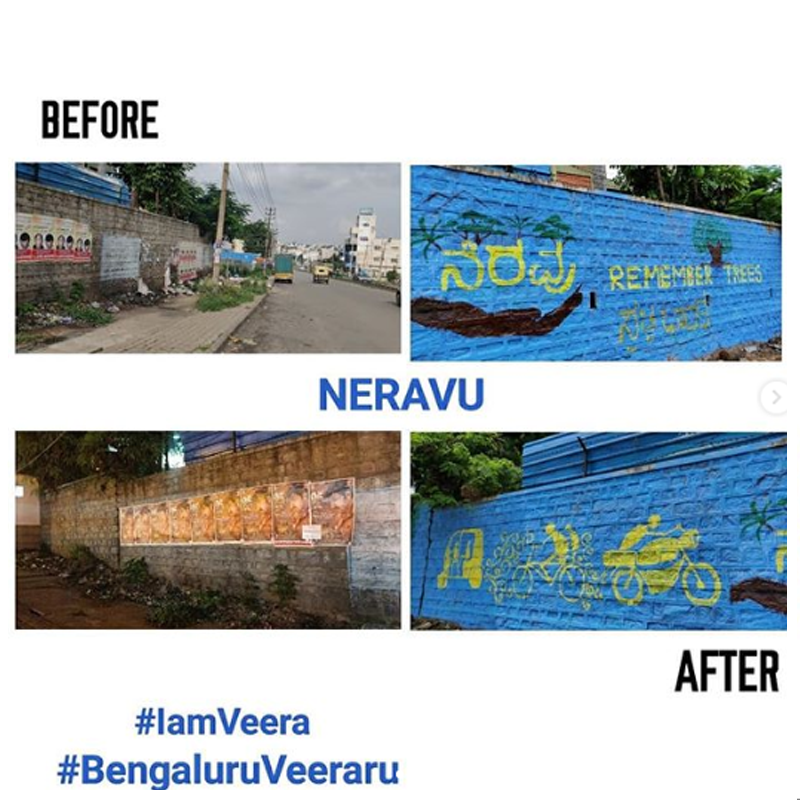 BEFORE
ನೆರವು
REMEMBER TREES
NERAVU
AFTER
#IamVeera
#BengaluruVeeraru